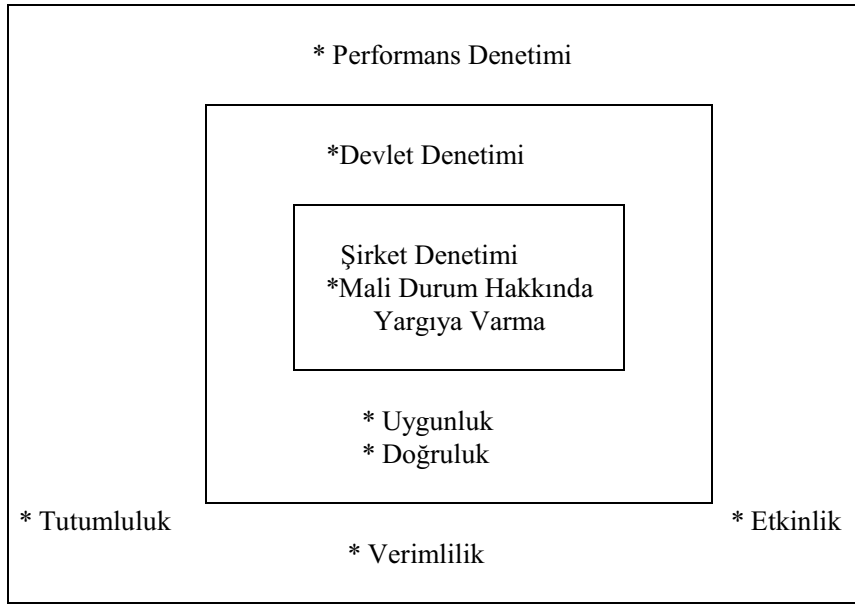 * Performans Denetimi
*Devlet Denetimi
Şirket Denetimi
*Mali Durum Hakkında
Yargıya Varma
* Uygunluk
* Doğruluk
* Tutumluluk
* Etkinlik
* Verimlilik